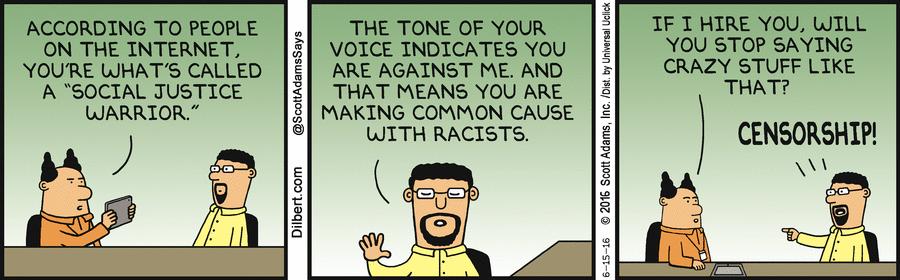 ACCORDING TO PEOPLE
ON THE INTERNET,
YOU'RE WHAT'S CALLED
A "SOCIAL JUSTICE
WARRIOR."
Dilbert.com @ScottAdamsSays
THE TONE OF YOUR
VOICE INDICATES YOU
ARE AGAINST ME. AND
THAT MEANS YOU ARE
MAKING COMMON CAUSE
WITH RACISTS.
6-15-16 © 2016 Scott Adams, Inc. /Dist. by Universal Uclick
IF I HIRE YOU, WILL
YOU STOP SAYING
CRAZY STUFF LIKE
THAT?
CENSORSHIP!